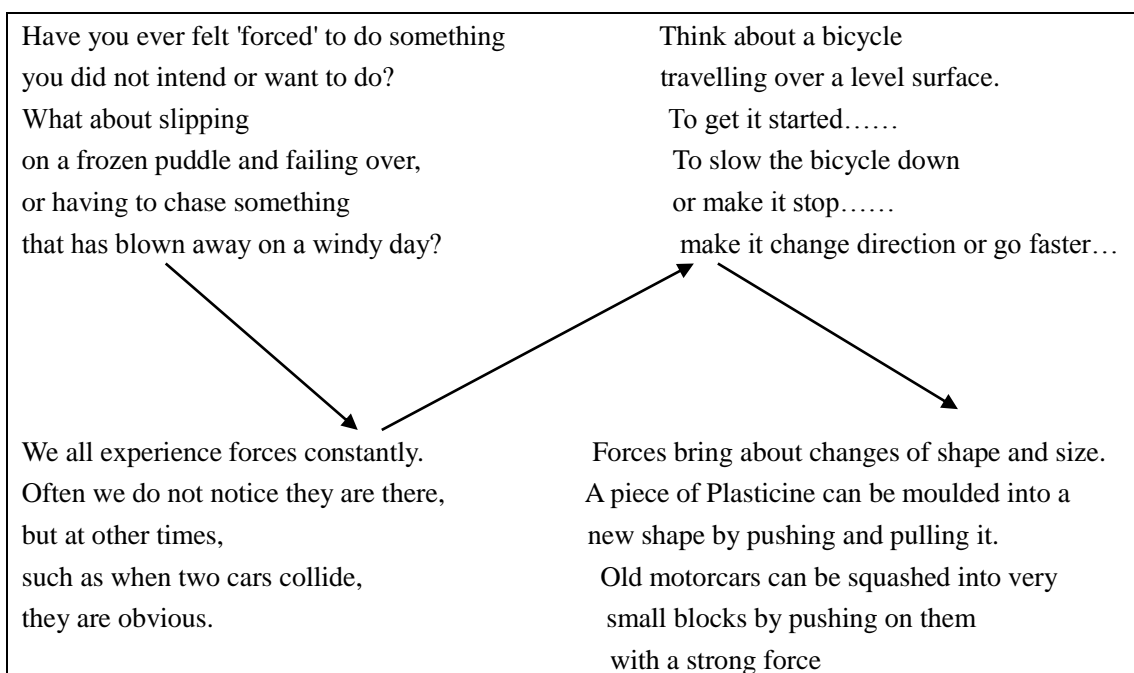 Have you ever felt 'forced' to do something
you did not intend or want to do?
What about slipping
on a frozen puddle and failing over,
or having to chase something
that has blown away on a windy day?
We all experience forces constantly.
Often we do not notice they are there,
but at other times,
such as when two cars collide,
they are obvious.
Think about a bicycle
travelling over a level surface.
To get it started……
To slow the bicycle down
or make it stop……
make it change direction or go faster…
Forces bring about changes of shape and size.
A piece of Plasticine can be moulded into a
new shape by pushing and pulling it.
Old motorcars can be squashed into very
small blocks by pushing on them
with a strong force